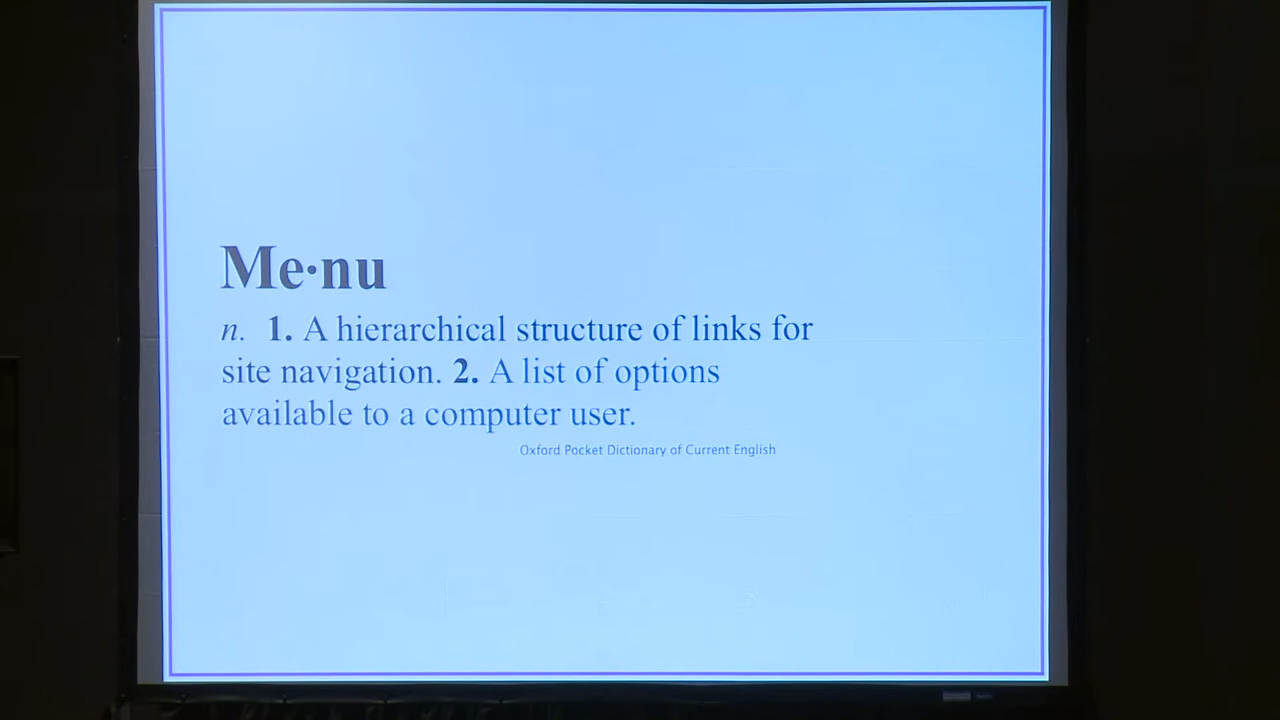 Me·nu
n. 1. A hierarchical structure of links for
site navigation. 2. A list of options
available to a computer user.
Oxford Pocket Dictionary of Current English